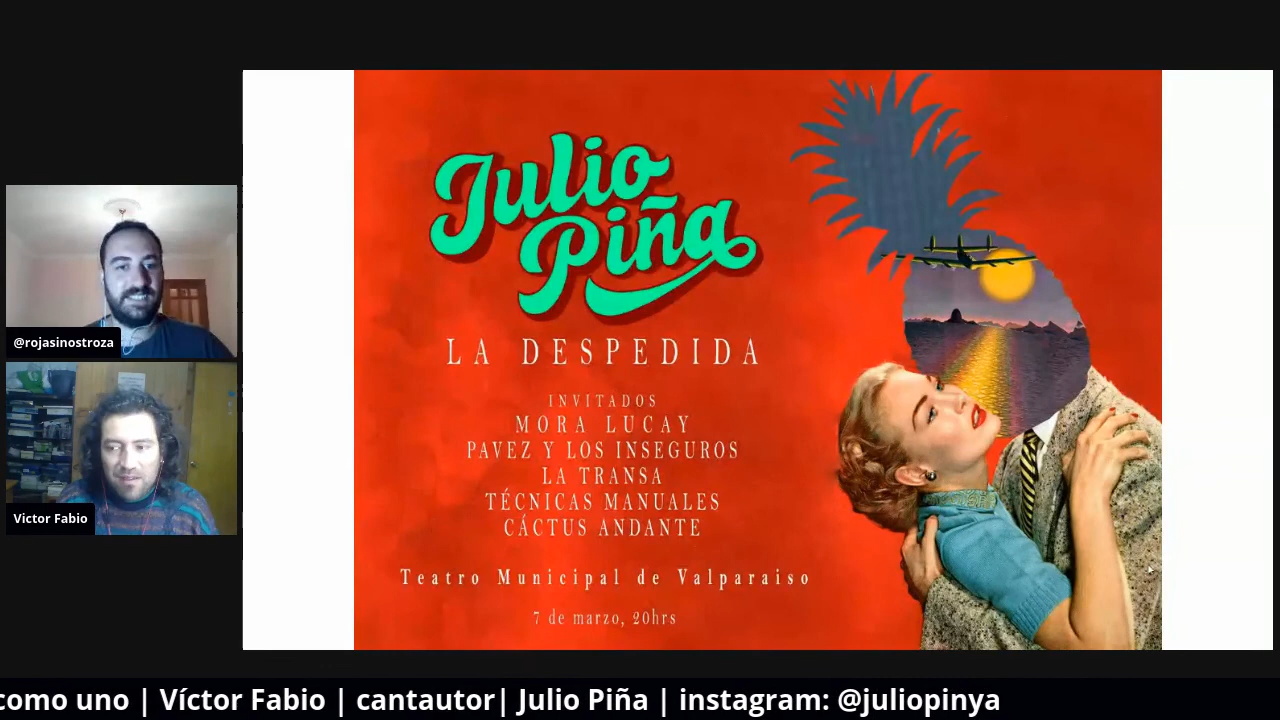 Julio
Piña
LA DESPEDIDA
INVITADOS
MORA LUCAY
PAVEZ Y LOS INSEGUROS
LA TRANSA
TÉCNICAS MANUALES
CÁCTUS ANDANTE
Teatro Municipal de Valparaiso
7 de marzo, 20hrs
@rojasinostroza
Victor Fabio
como uno | Víctor Fabio | cantautor| Julio Piña | instagram: @juliopinya